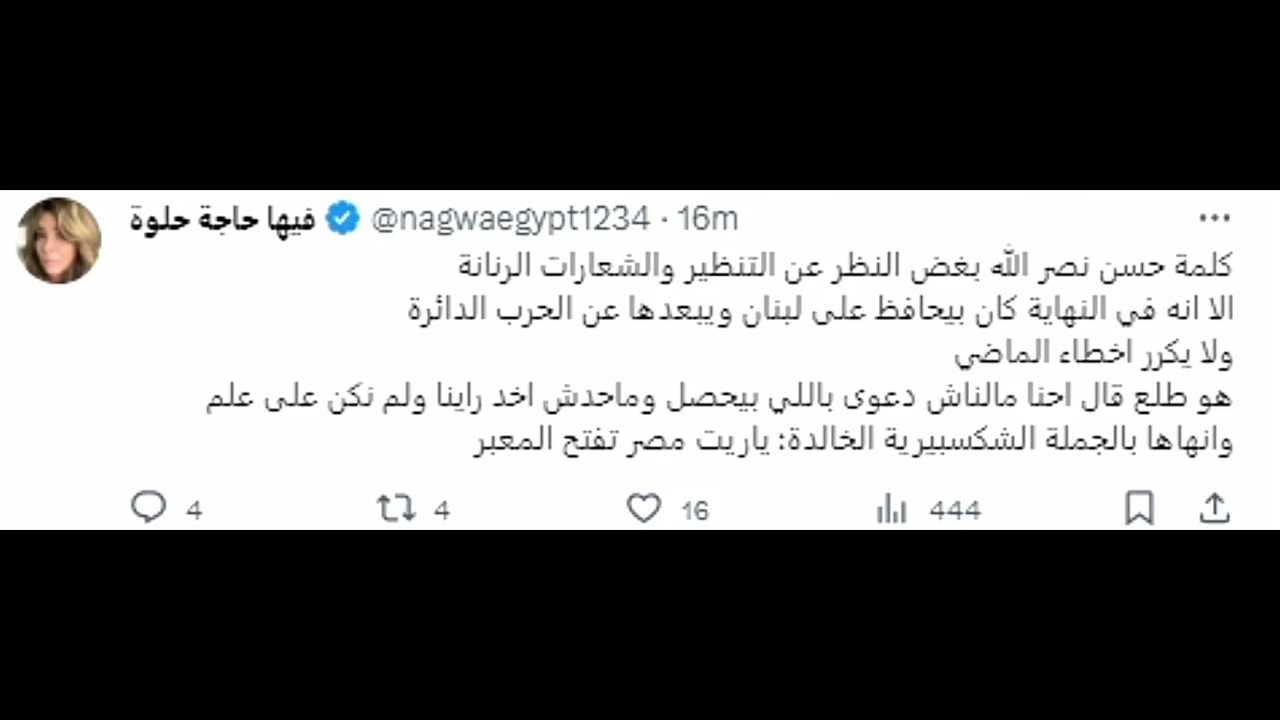 فيها حاجة حلوة @nagwaegypt1234 · 16m
كلمة حسن نصر الله بغض النظر عن التنظير والشعارات الرنانة
الا انه في النهاية كان بيحافظ على لبنان ويبعدها عن الحرب الدائرة
ولا يكرر اخطاء الماضي
هو طلع قال احنا مالناش دعوى باللي بيحصل وماحدش اخد راينا ولم نكن على علم
وانهاها بالجملة الشكسبيرية الخالدة: ياريت مصر تفتح المعبر
4 4 16 444